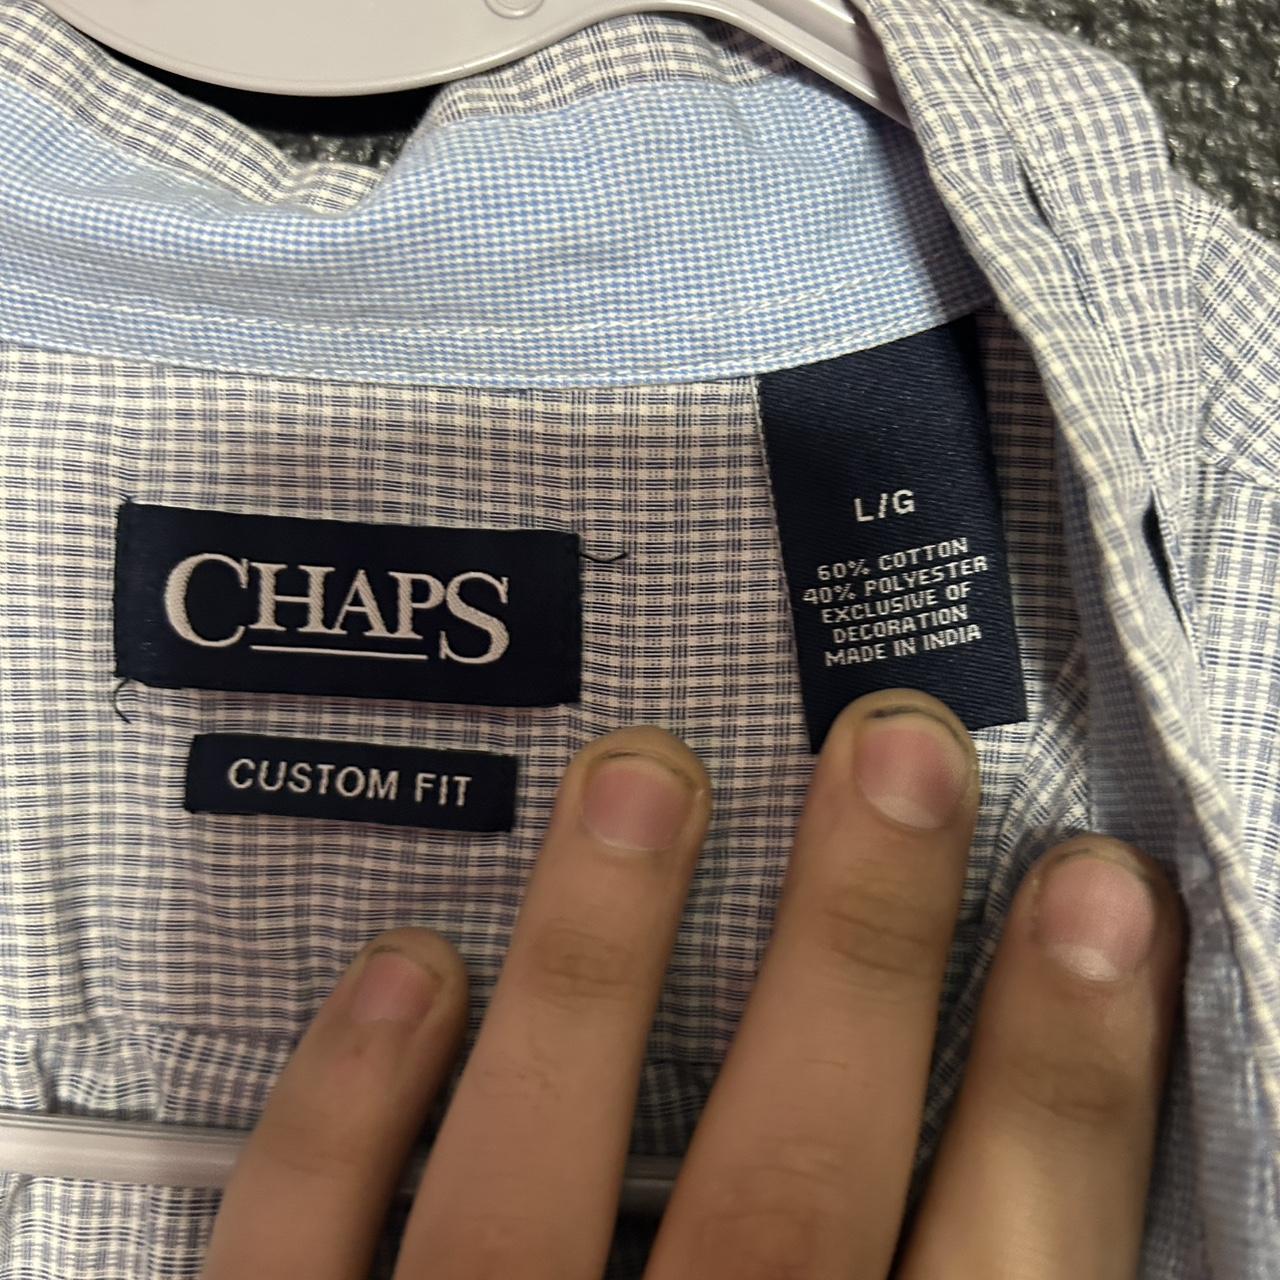 CHAPS
CUSTOM FIT
L/G
60% COTTON
40% POLYESTER
EXCLUSIVE OF
DECORATION
MADE IN INDIA